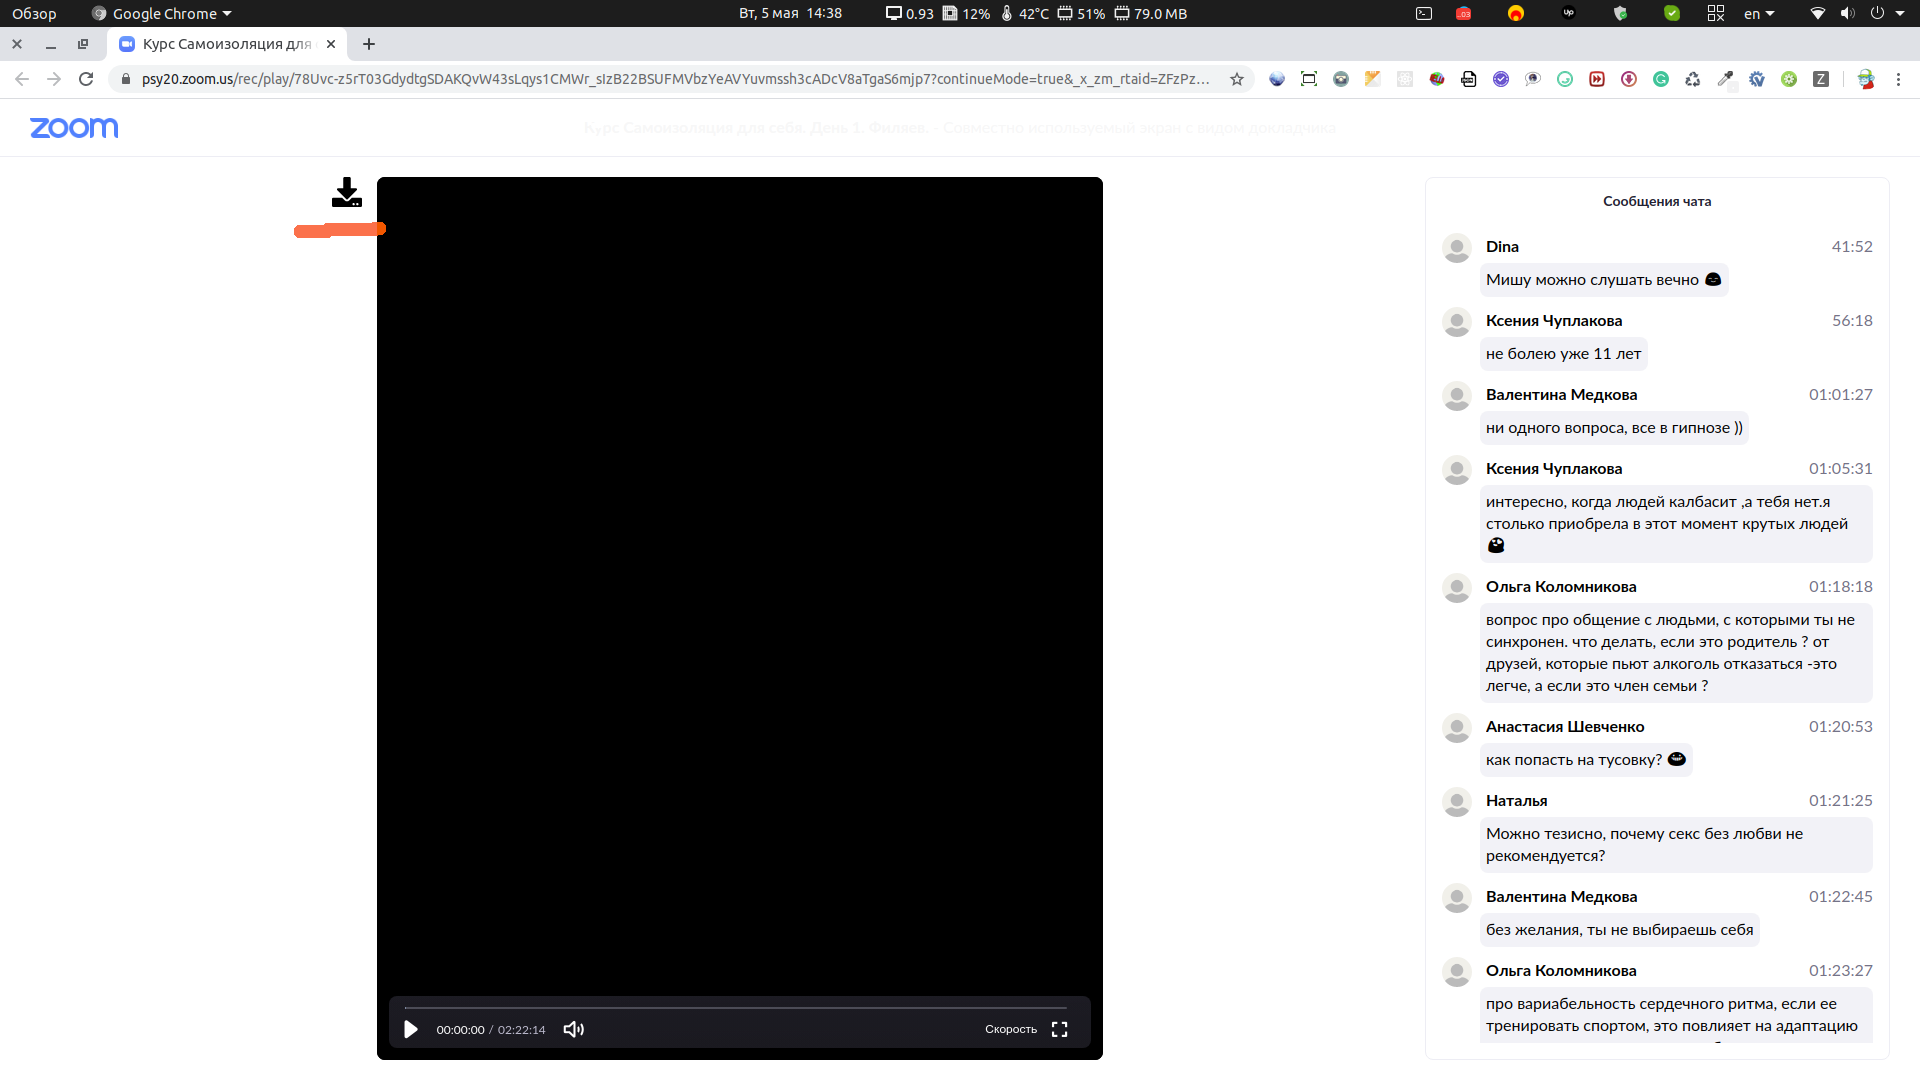 Обзор
Google Chrome
Вт, 5 мая 14:38
0.93 12% 42°C 51% 79.0 MB
en
Курс Самоизоляция для
psy20.zoom.us/rec/play/78Uvc-z5rT03GdydtgSDAKQvW43sLqys1CMWr_sIzB22BSUFMVbzYeAVYuvmssh3cADcV8aTgaS6mjp7?continueMode=true&_x_zm_rtaid=ZFzPz...
zoom
Курс Самоизоляция для себя. День 1. Филяев. - Совместно используемый экран с видом докладчика
Сообщения чата
Dina 41:52
Мишу можно слушать вечно
Ксения Чуплакова 56:18
не болею уже 11 лет
Валентина Медкова 01:01:27
ни одного вопроса, все в гипнозе ))
Ксения Чуплакова 01:05:31
интересно, когда людей калбасит ,а тебя нет.я
столько приобрела в этот момент крутых людей
Ольга Коломникова 01:18:18
вопрос про общение с людьми, с которыми ты не
синхронен. что делать, если это родитель ? от
друзей, которые пьют алкоголь отказаться -это
легче, а если это член семьи ?
Анастасия Шевченко 01:20:53
как попасть на тусовку?
Наталья 01:21:25
Можно тезисно, почему секс без любви не
рекомендуется?
Валентина Медкова 01:22:45
без желания, ты не выбираешь себя
Ольга Коломникова 01:23:27
про вариабельность сердечного ритма, если ее
тренировать спортом, это повлияет на адаптацию
00:00:00 / 02:22:14
Скорость